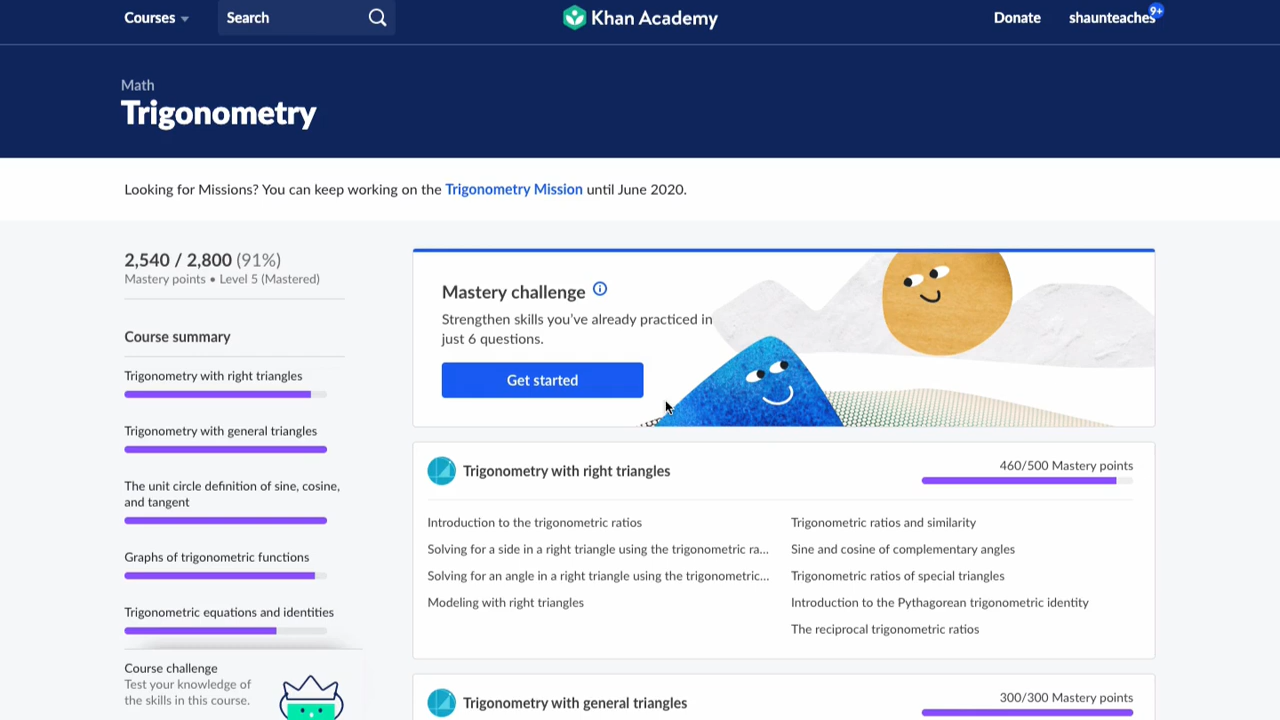 Courses
Search
Khan Academy
Donate
shaunteaches
9+
Math
Trigonometry
Looking for Missions? You can keep working on the Trigonometry Mission until June 2020.
2,540 / 2,800 (91%)
Mastery points • Level 5 (Mastered)
Course summary
Trigonometry with right triangles
Trigonometry with general triangles
The unit circle definition of sine, cosine,
and tangent
Graphs of trigonometric functions
Trigonometric equations and identities
Course challenge
Test your knowledge of
the skills in this course.
Mastery challenge
Strengthen skills you've already practiced in
just 6 questions.
Get started
Trigonometry with right triangles
460/500 Mastery points
Introduction to the trigonometric ratios
Solving for a side in a right triangle using the trigonometric ra...
Solving for an angle in a right triangle using the trigonometric...
Modeling with right triangles
Trigonometric ratios and similarity
Sine and cosine of complementary angles
Trigonometric ratios of special triangles
Introduction to the Pythagorean trigonometric identity
The reciprocal trigonometric ratios
Trigonometry with general triangles
300/300 Mastery points